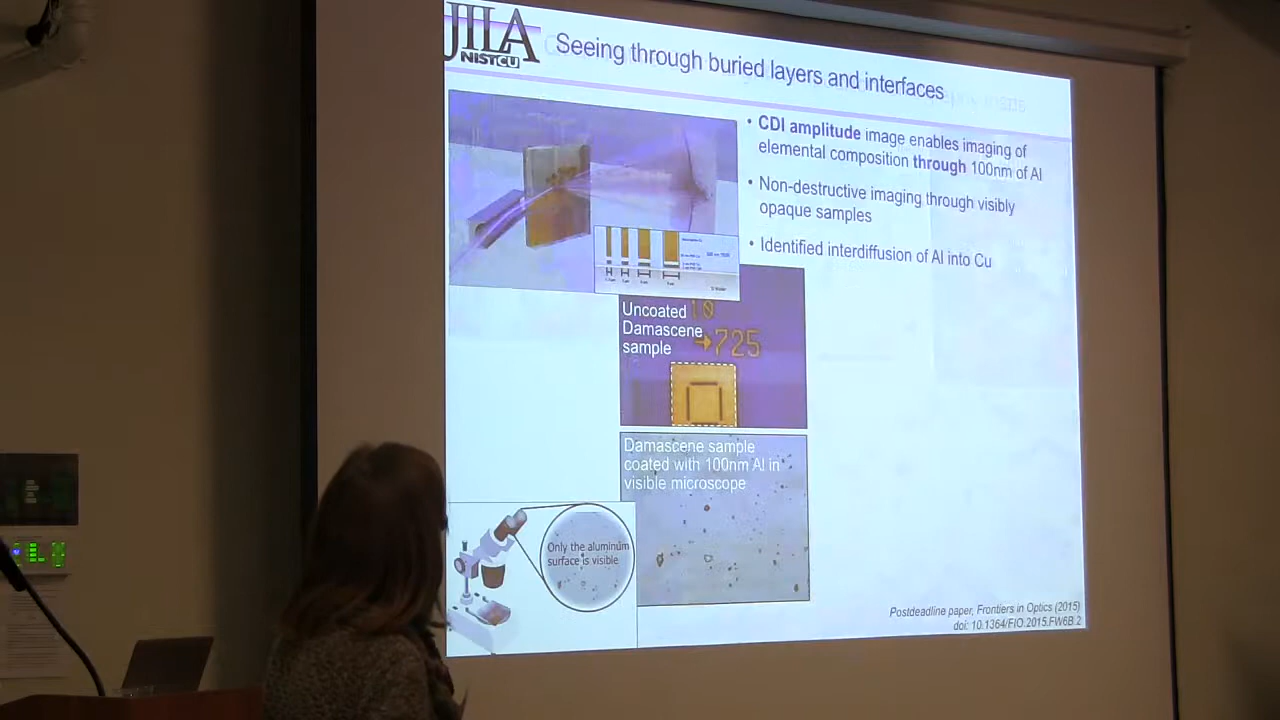 JILA
NIST CU
Seeing through buried layers and interfaces
• CDI amplitude image enables imaging of
elemental composition through 100nm of Al
• Non-destructive imaging through visibly
opaque samples
• Identified interdiffusion of Al into Cu
Uncoated
Damascene
sample
10
→725
Damascene sample
coated with 100nm Al in
visible microscope
Only the aluminum
surface is visible
Postdeadline paper, Frontiers in Optics (2015)
doi: 10.1364/FIO.2015.FW6B.2